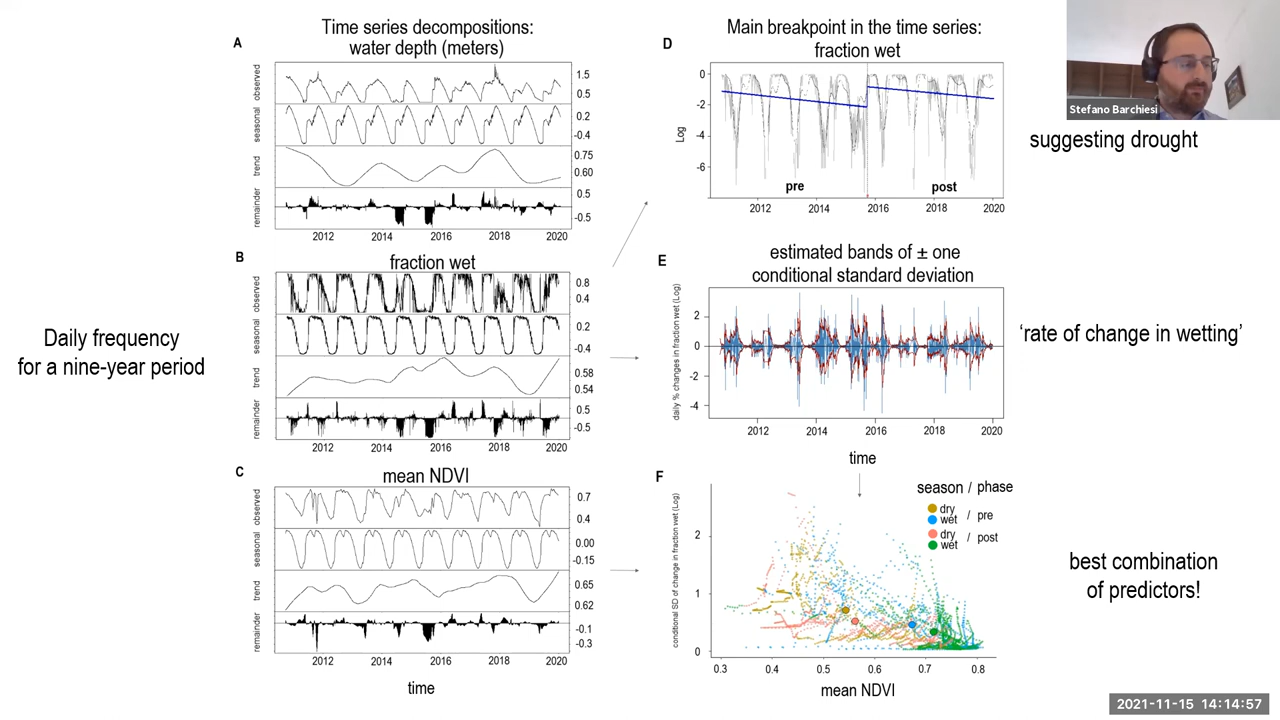 Time series decompositions:
water depth (meters)
A
observed
seasonal
trend
remainder
1.5
0.5
0.2
-0.4
0.75
0.60
0.5
-0.5
2012 2014 2016 2018 2020
B
fraction wet
observed
seasonal
trend
remainder
0.8
0.4
0.2
-0.4
0.58
0.54
0.5
-0.5
2012 2014 2016 2018 2020
Daily frequency
for a nine-year period
C
mean NDVI
observed
seasonal
trend
remainder
0.7
0.4
0.00
-0.15
0.65
0.62
-0.1
-0.3
2012 2014 2016 2018 2020
time
Main breakpoint in the time series:
fraction wet
D
Log
0
-2
-4
-6
pre post
2012 2014 2016 2018 2020
Stefano Barchiesi
suggesting drought
estimated bands of ± one
conditional standard deviation
E
daily % changes in fraction wet (Log)
2
0
-2
-4
2012 2014 2016 2018 2020
time
'rate of change in wetting'
F
conditional SD of change in fraction wet (Log)
2
1
0
season / phase
dry
wet / pre
dry
wet / post
0.3 0.4 0.5 0.6 0.7 0.8
mean NDVI
best combination
of predictors!
2021-11-15 14:14:57